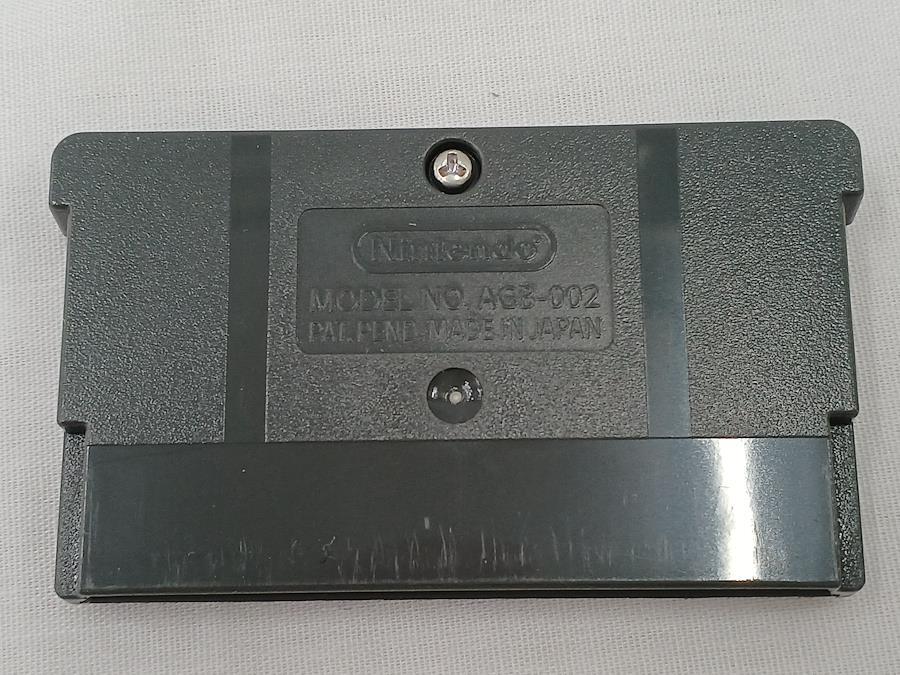 Nintendo®
MODEL NO. AGB-002
PAT. PEND. MADE IN JAPAN